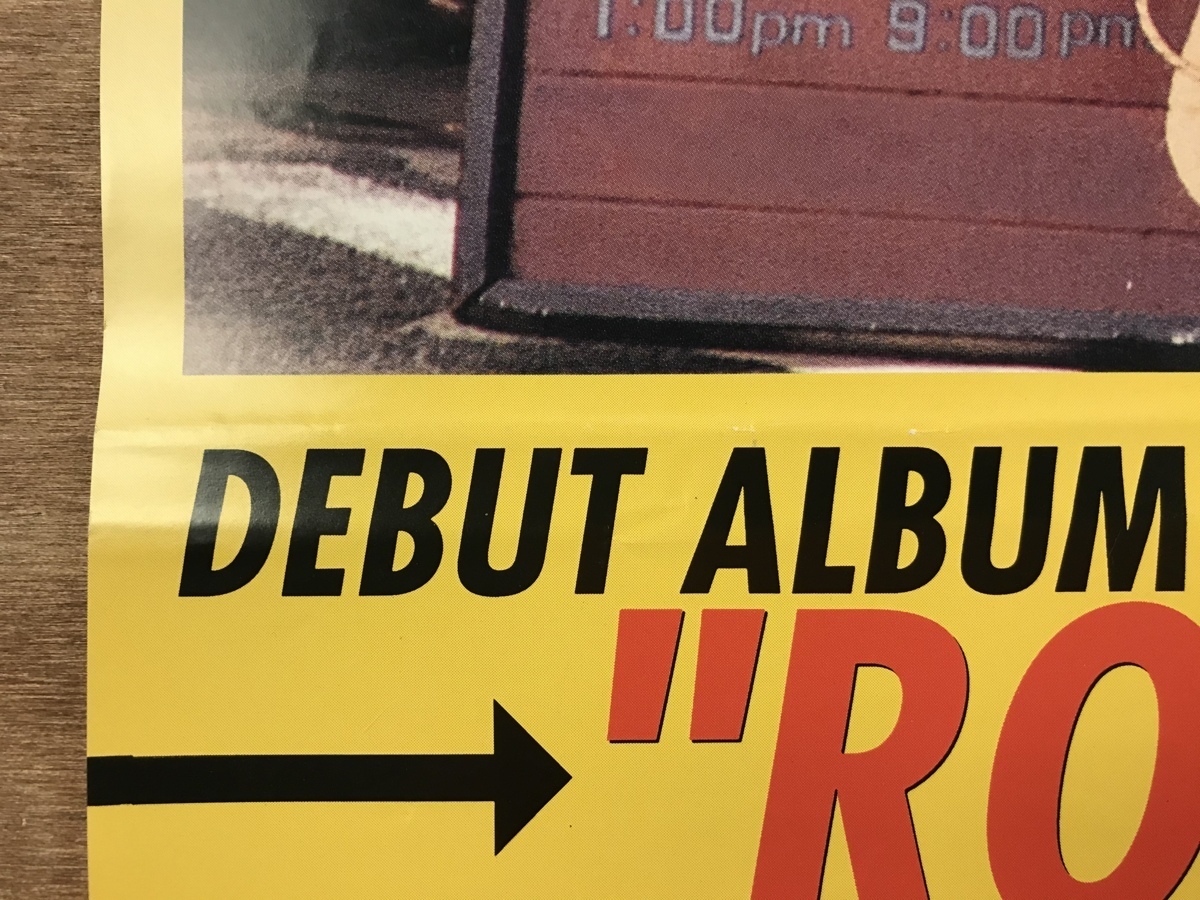 1:00pm 9:00pm
DEBUT ALBUM
"RO